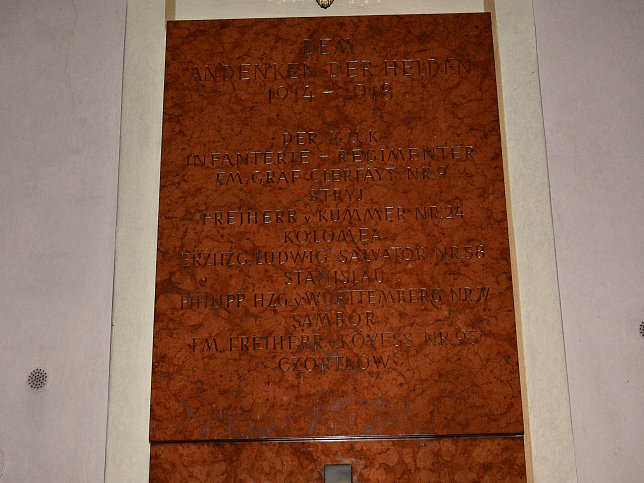 DEM
ANDENKEN DER HELDEN
1914 – 1918
DER K.U.K.
INFANTERIE – REGIMENTER
FM. GRAF CLERFAYT NR. 9
STRYJ
FREIHERR v. KUMMER NR. 24
KOLOMEA
ERZHZG. LUDWIG SALVATOR NR. 58
STANISLAU
PHILIPP HZG. v. WÜRTTEMBERG NR. 77
SAMBOR
FM. FREIHERR v. KÖVESS NR. 95
CZORTKOW